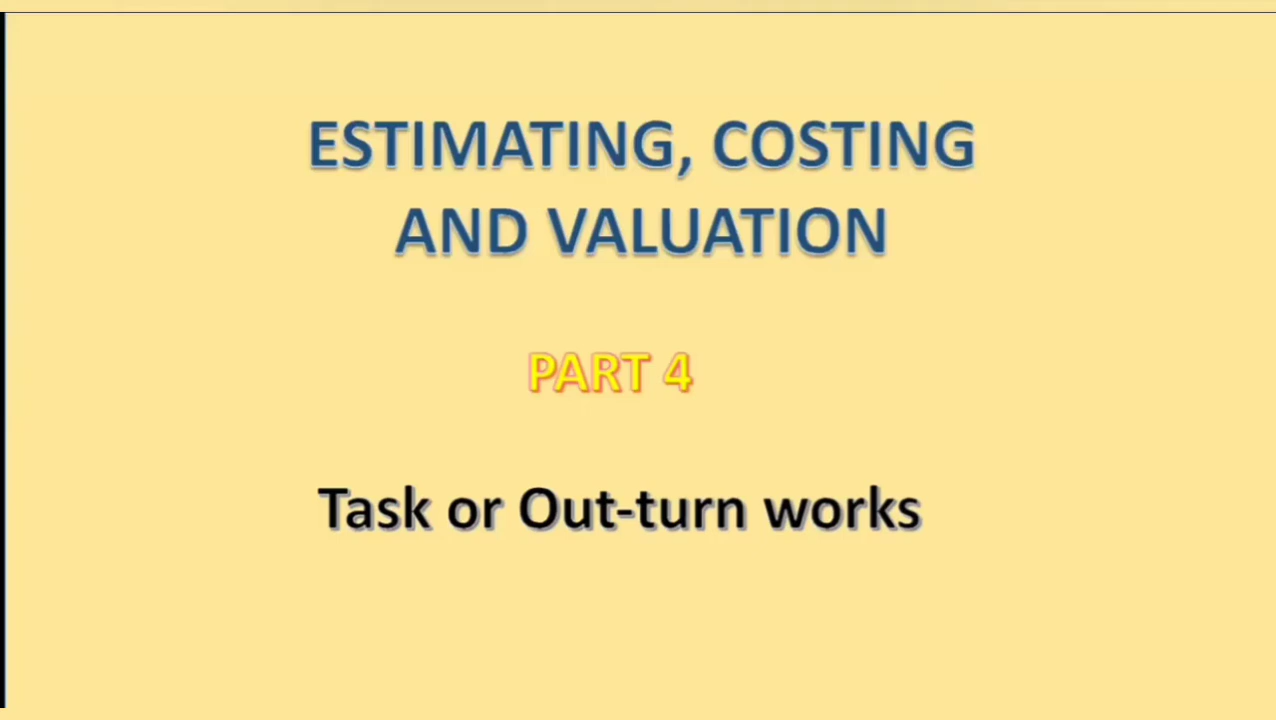 ESTIMATING, COSTING
AND VALUATION
PART 4
Task or Out-turn works